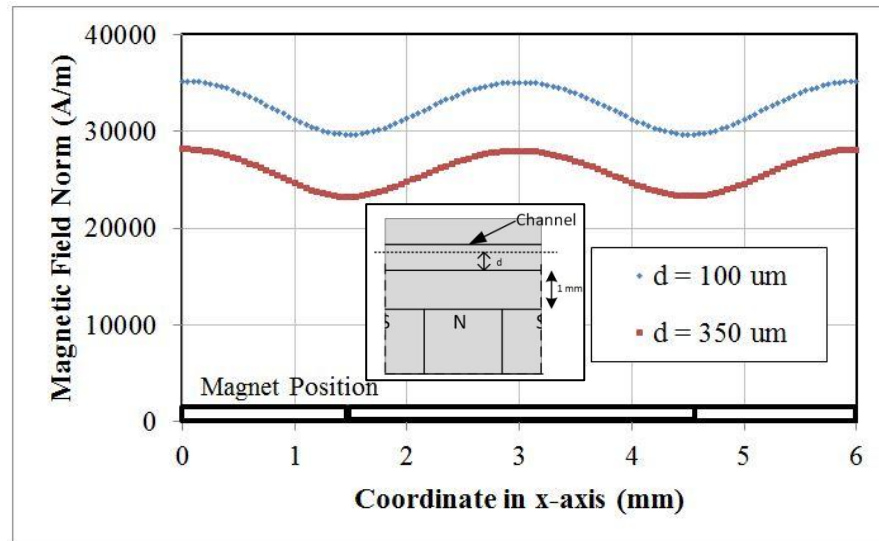 Magnetic Field Norm (A/m)
40000
30000
20000
10000
0
Channel
d
1 mm
S
N
S
d = 100 um
d = 350 um
Magnet Position
0
1
2
3
4
5
6
Coordinate in x-axis (mm)